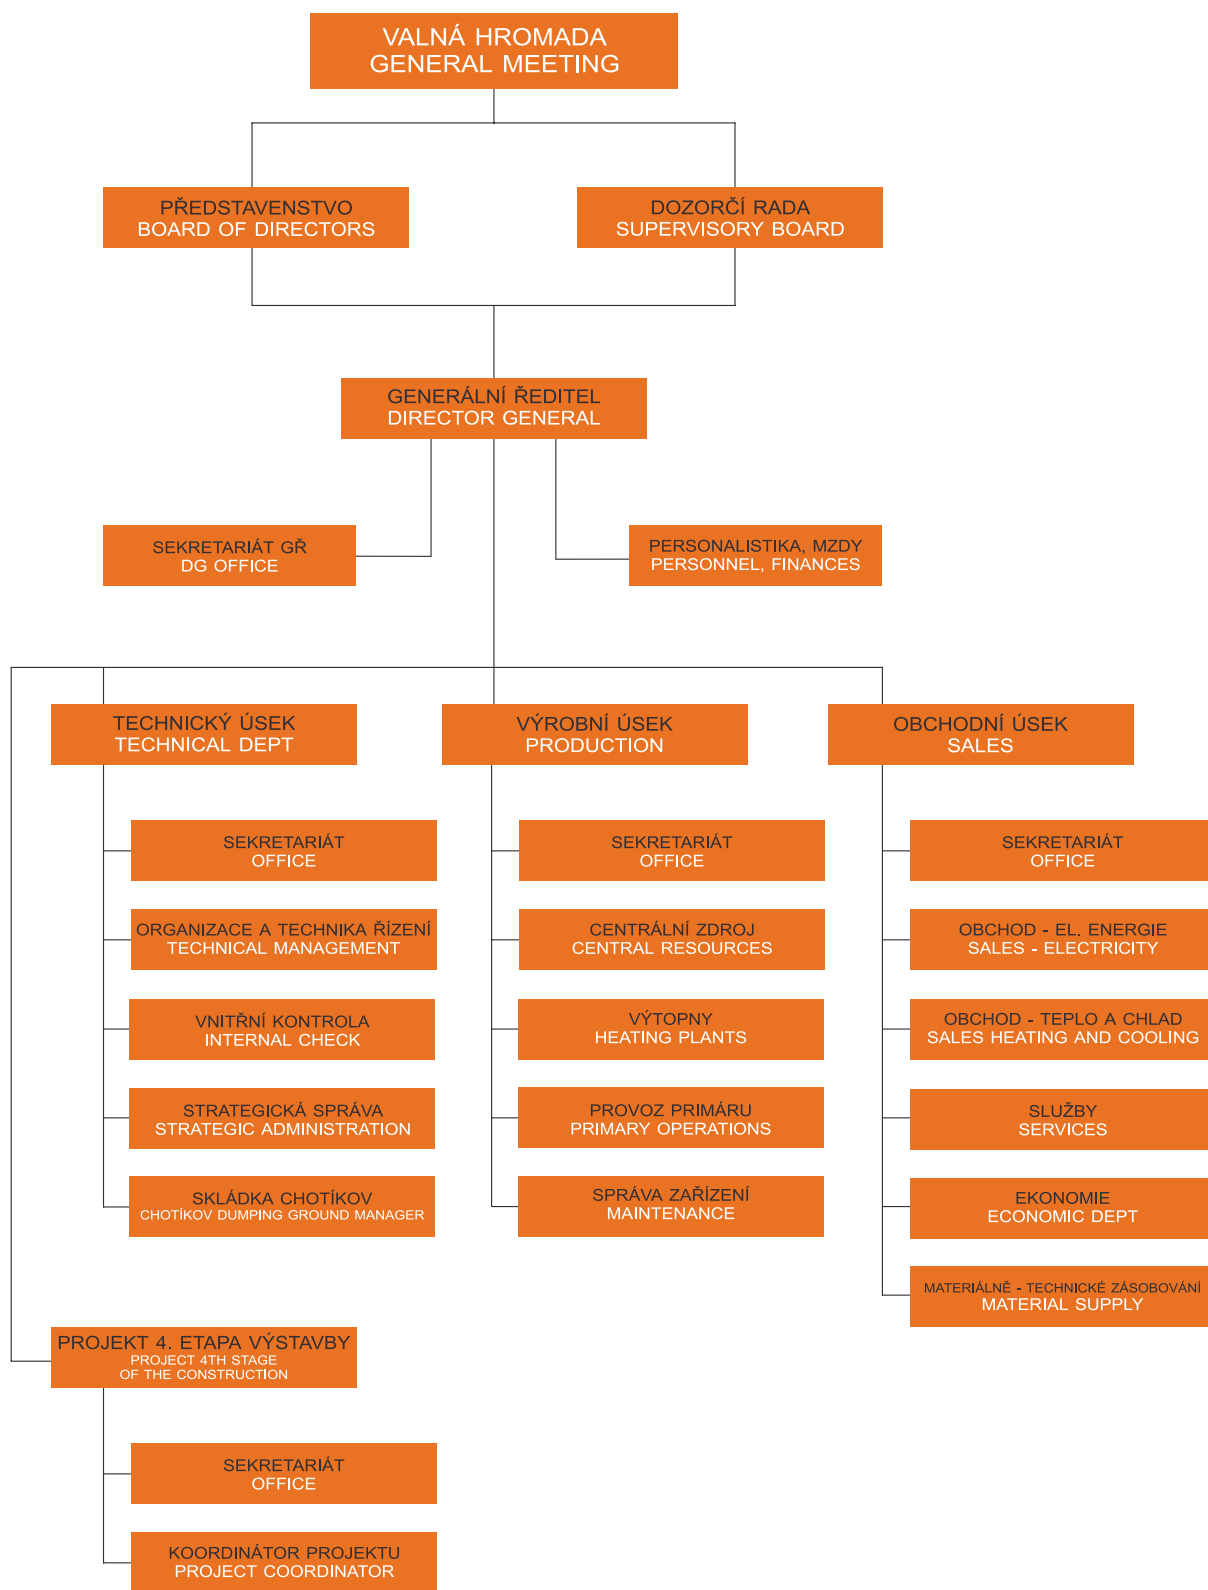 VALNÁ HROMADA
GENERAL MEETING
PŘEDSTAVENSTVO
BOARD OF DIRECTORS
DOZORČÍ RADA
SUPERVISORY BOARD
GENERÁLNÍ ŘEDITEL
DIRECTOR GENERAL
SEKRETARIÁT GŘ
DG OFFICE
PERSONALISTIKA, MZDY
PERSONNEL, FINANCES
TECHNICKÝ ÚSEK
TECHNICAL DEPT
SEKRETARIÁT
OFFICE
ORGANIZACE A TECHNIKA ŘÍZENÍ
TECHNICAL MANAGEMENT
VNITŘNÍ KONTROLA
INTERNAL CHECK
STRATEGICKÁ SPRÁVA
STRATEGIC ADMINISTRATION
SKLÁDKA CHOTÍKOV
CHOTÍKOV DUMPING GROUND MANAGER
VÝROBNÍ ÚSEK
PRODUCTION
SEKRETARIÁT
OFFICE
CENTRÁLNÍ ZDROJ
CENTRAL RESOURCES
VÝTOPNY
HEATING PLANTS
PROVOZ PRIMÁRU
PRIMARY OPERATIONS
SPRÁVA ZAŘÍZENÍ
MAINTENANCE
OBCHODNÍ ÚSEK
SALES
SEKRETARIÁT
OFFICE
OBCHOD - EL. ENERGIE
SALES - ELECTRICITY
OBCHOD - TEPLO A CHLAD
SALES HEATING AND COOLING
SLUŽBY
SERVICES
EKONOMIE
ECONOMIC DEPT
MATERIÁLNĚ - TECHNICKÉ ZÁSOBOVÁNÍ
MATERIAL SUPPLY
PROJEKT 4. ETAPA VÝSTAVBY
PROJECT 4TH STAGE
OF THE CONSTRUCTION
SEKRETARIÁT
OFFICE
KOORDINÁTOR PROJEKTU
PROJECT COORDINATOR